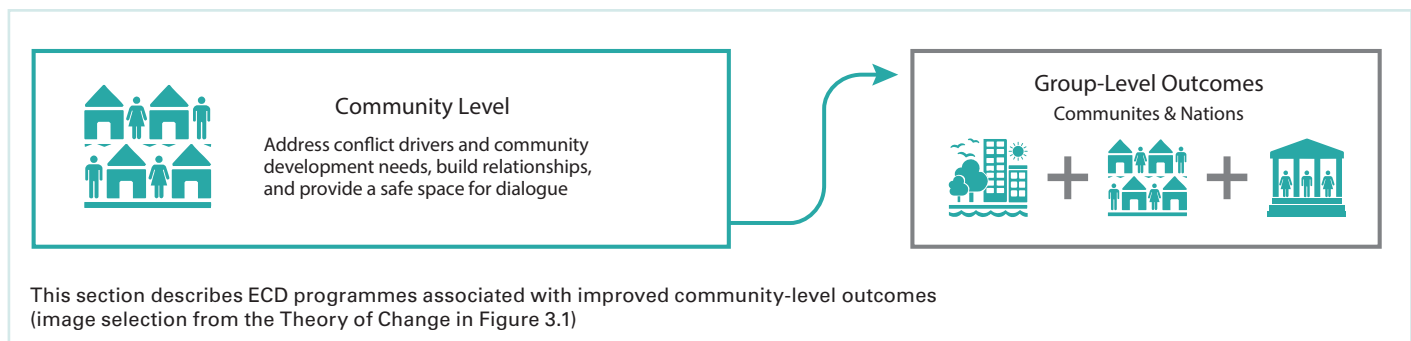 Community Level
Address conflict drivers and community
development needs, build relationships,
and provide a safe space for dialogue
Group-Level Outcomes
Communites & Nations
This section describes ECD programmes associated with improved community-level outcomes
(image selection from the Theory of Change in Figure 3.1)